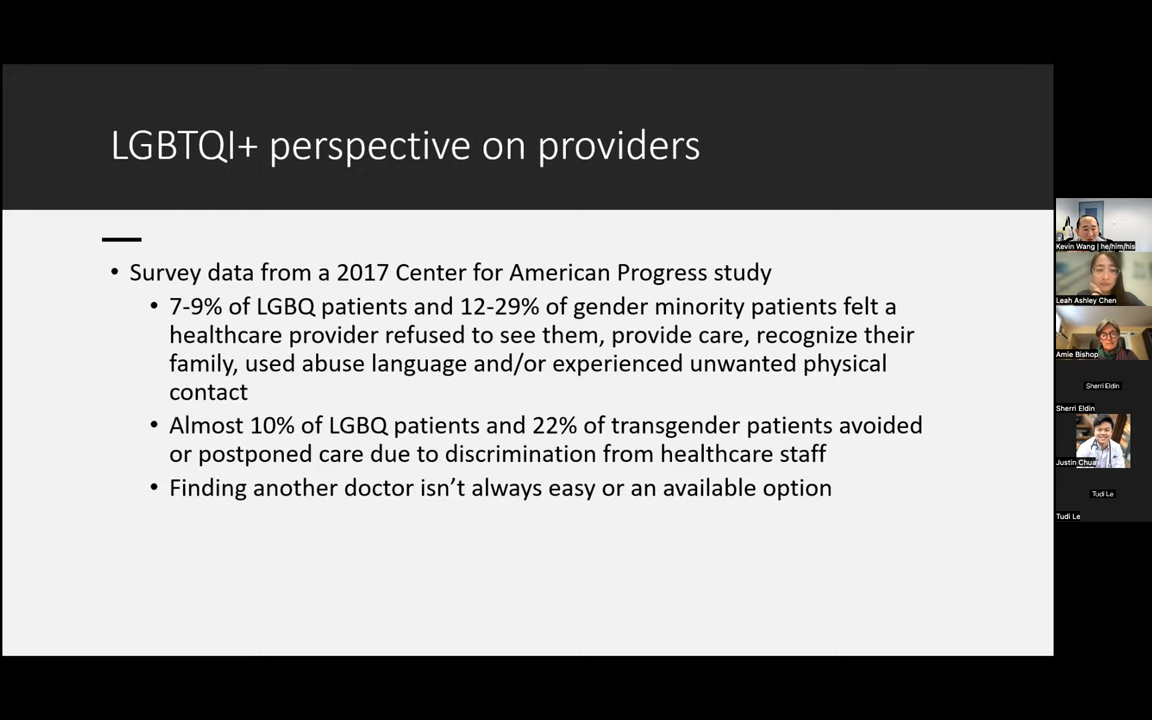 LGBTQI+ perspective on providers
• Survey data from a 2017 Center for American Progress study
• 7-9% of LGBQ patients and 12-29% of gender minority patients felt a
healthcare provider refused to see them, provide care, recognize their
family, used abuse language and/or experienced unwanted physical
contact
• Almost 10% of LGBQ patients and 22% of transgender patients avoided
or postponed care due to discrimination from healthcare staff
• Finding another doctor isn’t always easy or an available option
Kevin Wang | he/him/his
Leah Ashley Chen
Amie Bishop
Sherri Eldin
Sherri Eldin
Justin Chua
Tudi Le
Tudi Le